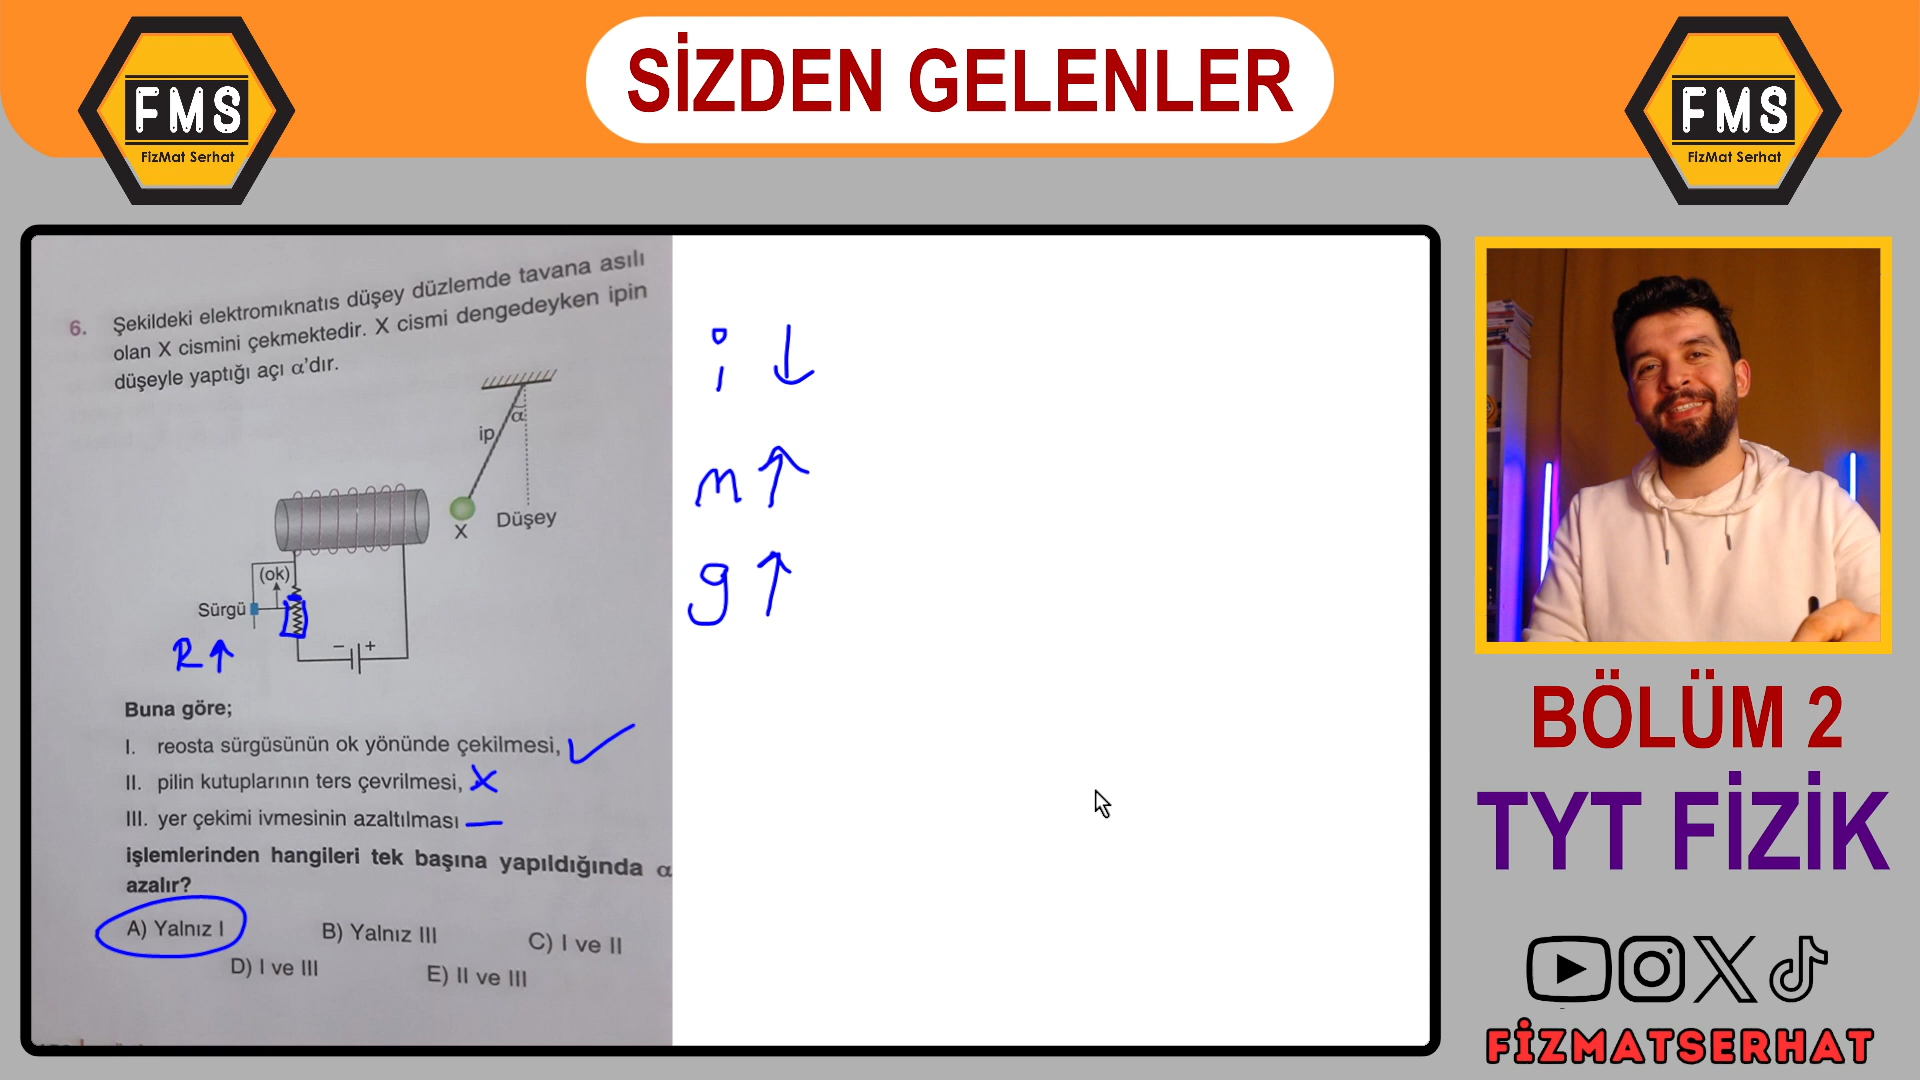 SİZDEN GELENLER
FMS
FizMat Serhat
FMS
FizMat Serhat
6. Şekildeki elektromıknatıs düşey düzlemde tavana asılı
olan X cismini çekmektedir. X cismi dengedeyken ipin
düşeyle yaptığı açı α'dır.
α
ip
X
Düşey
(ok)
Sürgü
R↑
− +
i ↓
m ↑
g ↑
Buna göre;
I. reosta sürgüsünün ok yönünde çekilmesi,
II. pilin kutuplarının ters çevrilmesi,
III. yer çekimi ivmesinin azaltılması
işlemlerinden hangileri tek başına yapıldığında α
azalır?
A) Yalnız I
B) Yalnız III
C) I ve II
D) I ve III
E) II ve III
BÖLÜM 2
TYT FİZİK
FİZMATSERHAT